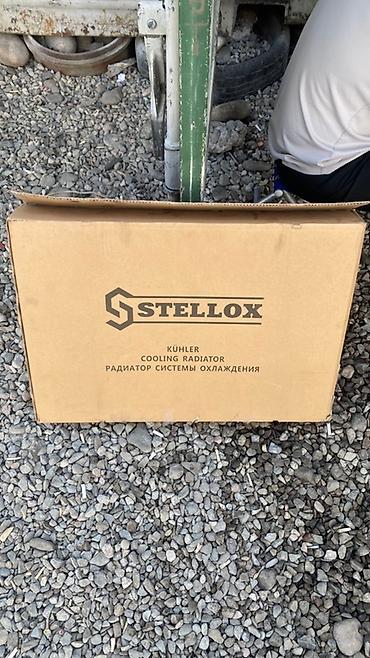 STELLOX
KÜHLER
COOLING RADIATOR
РАДИАТОР СИСТЕМЫ ОХЛАЖДЕНИЯ